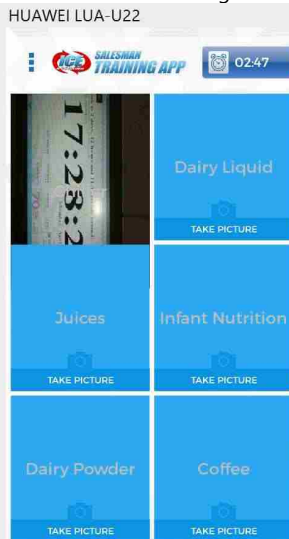 HUAWEI LUA-U22
ICE SALESMAN TRAINING APP 02:47
17:28:2
Dairy Liquid
TAKE PICTURE
Juices
TAKE PICTURE
Infant Nutrition
TAKE PICTURE
Dairy Powder
TAKE PICTURE
Coffee
TAKE PICTURE